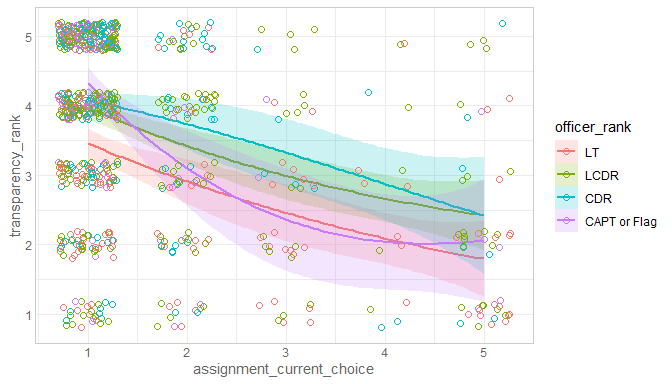 5
4
3
2
1
transparency_rank
1 2 3 4 5
assignment_current_choice
officer_rank
LT
LCDR
CDR
CAPT or Flag